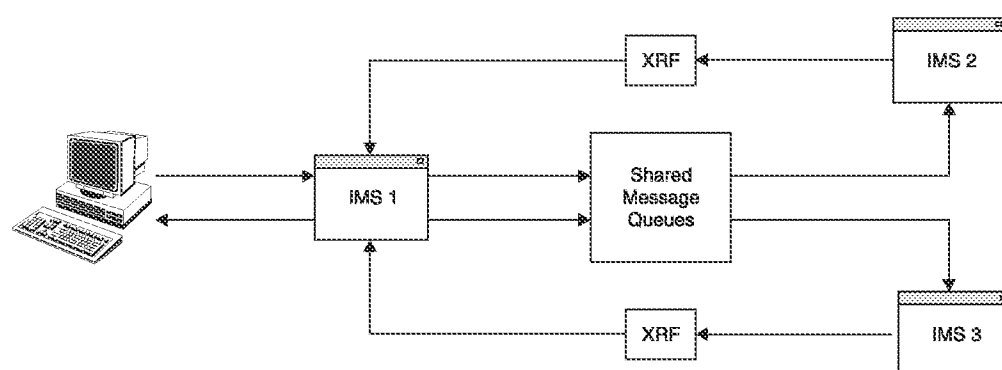 XRF
IMS 2
IMS 1
Shared
Message
Queues
XRF
IMS 3